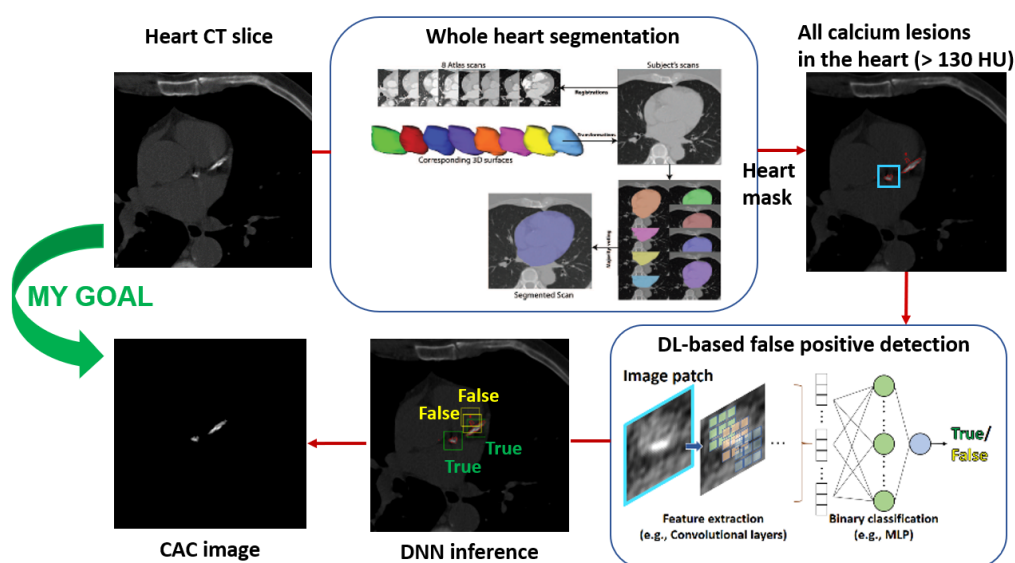 Heart CT slice
Whole heart segmentation
All calcium lesions
in the heart (> 130 HU)
8 Atlas scans
Subject's scans
Registrations
Transformations
Corresponding 3D surfaces
Heart
mask
Majority voting
Segmented Scan
MY GOAL
DL-based false positive detection
Image patch
False
False
True
True
True/
False
Feature extraction
(e.g., Convolutional layers)
Binary classification
(e.g., MLP)
CAC image
DNN inference